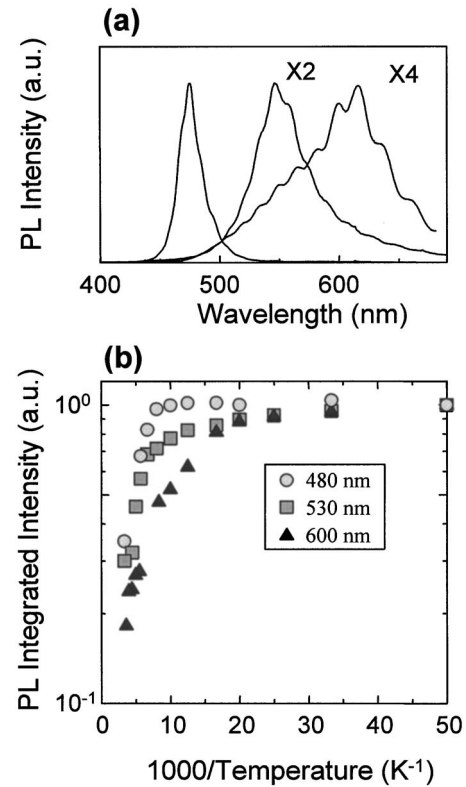 (a)
PL Intensity (a.u.)
X2
X4
400
500
600
Wavelength (nm)
(b)
PL Integrated Intensity (a.u.)
10⁰
10⁻¹
480 nm
530 nm
600 nm
0
10
20
30
40
50
1000/Temperature (K⁻¹)